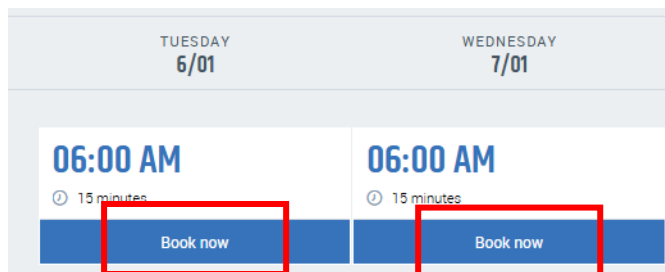 TUESDAY
6/01
WEDNESDAY
7/01
06:00 AM
15 minutes
Book now
06:00 AM
15 minutes
Book now